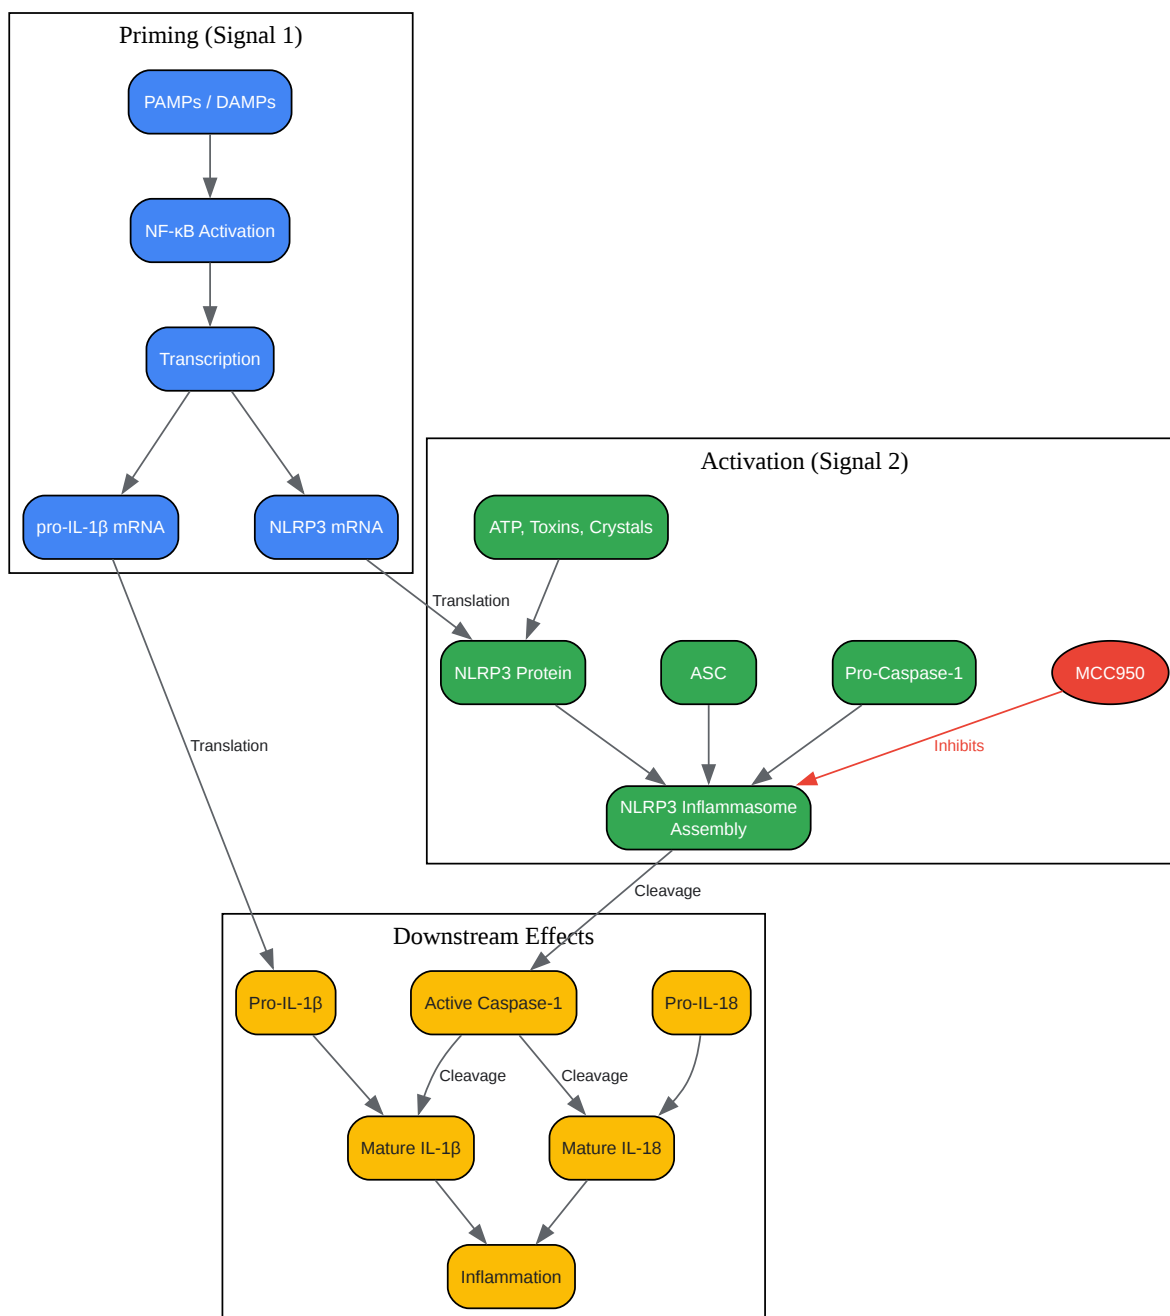 Priming (Signal 1)
PAMPs / DAMPs
NF-κB Activation
Transcription
pro-IL-1β mRNA
NLRP3 mRNA
Activation (Signal 2)
ATP, Toxins, Crystals
Translation
NLRP3 Protein
ASC
Pro-Caspase-1
MCC950
Translation
Inhibits
NLRP3 Inflammasome
Assembly
Cleavage
Downstream Effects
Pro-IL-1β
Active Caspase-1
Pro-IL-18
Cleavage
Cleavage
Mature IL-1β
Mature IL-18
Inflammation